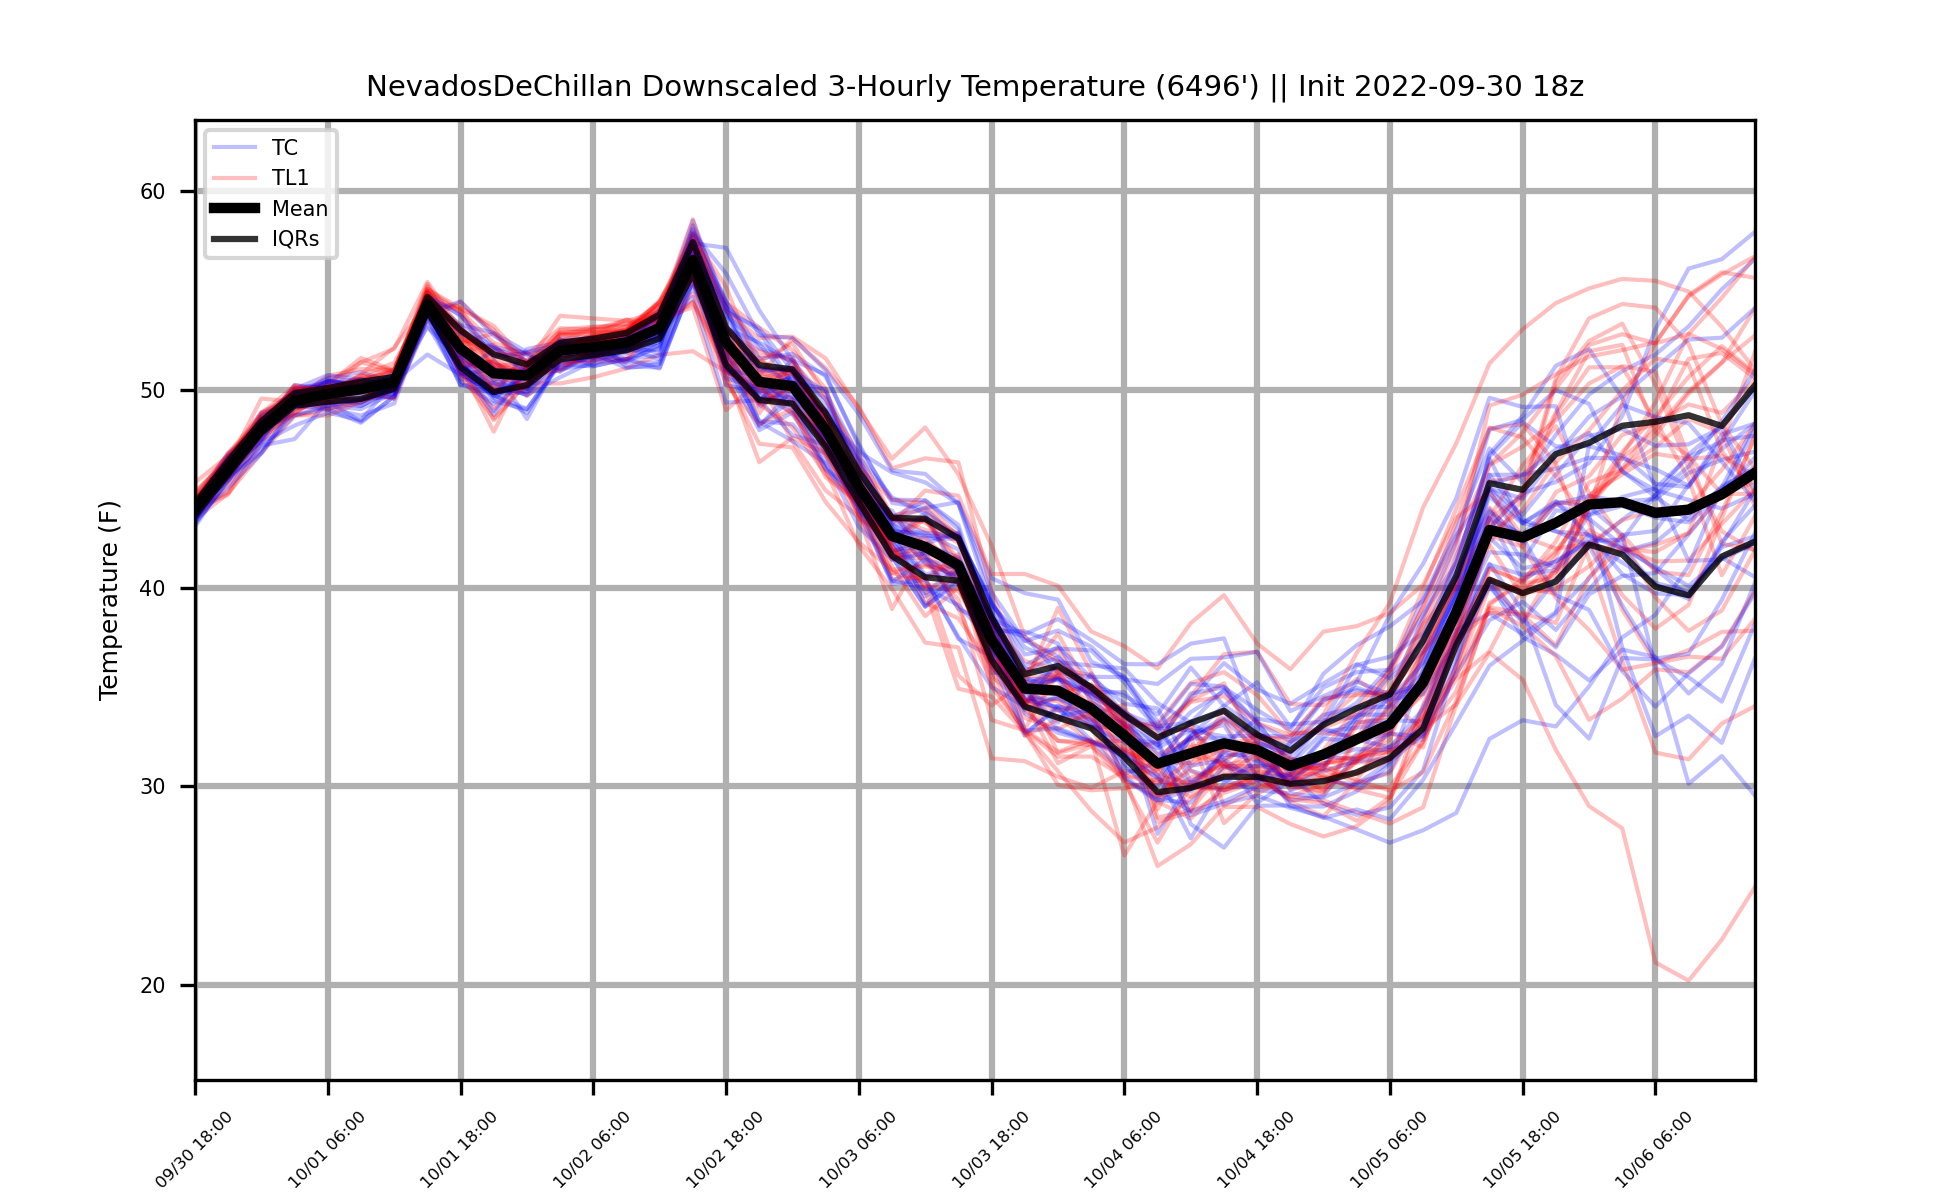 NevadosDeChillan Downscaled 3-Hourly Temperature (6496') || Init 2022-09-30 18z
TC
TL1
Mean
IQRs
Temperature (F)
60
50
40
30
20
09/30 18:00
10/01 06:00
10/01 18:00
10/02 06:00
10/02 18:00
10/03 06:00
10/03 18:00
10/04 06:00
10/04 18:00
10/05 06:00
10/05 18:00
10/06 06:00